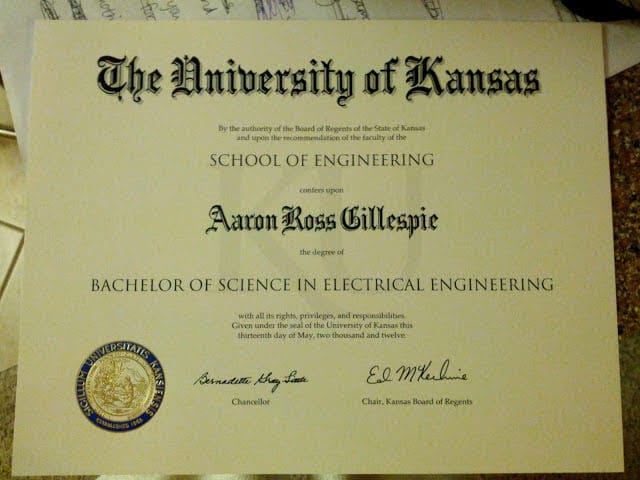 The University of Kansas
By the authority of the Board of Regents of the State of Kansas
and upon the recommendation of the faculty of the
SCHOOL OF ENGINEERING
KU
confers upon
Aaron Ross Gillespie
the degree of
BACHELOR OF SCIENCE IN ELECTRICAL ENGINEERING
with all its rights, privileges, and responsibilities.
Given under the seal of the University of Kansas this
thirteenth day of May, two thousand and twelve.
SIGILLUM UNIVERSITATIS KANSIENSIS
Bernadette Gray-Little
Ed McKechnie
Chancellor
Chair, Kansas Board of Regents